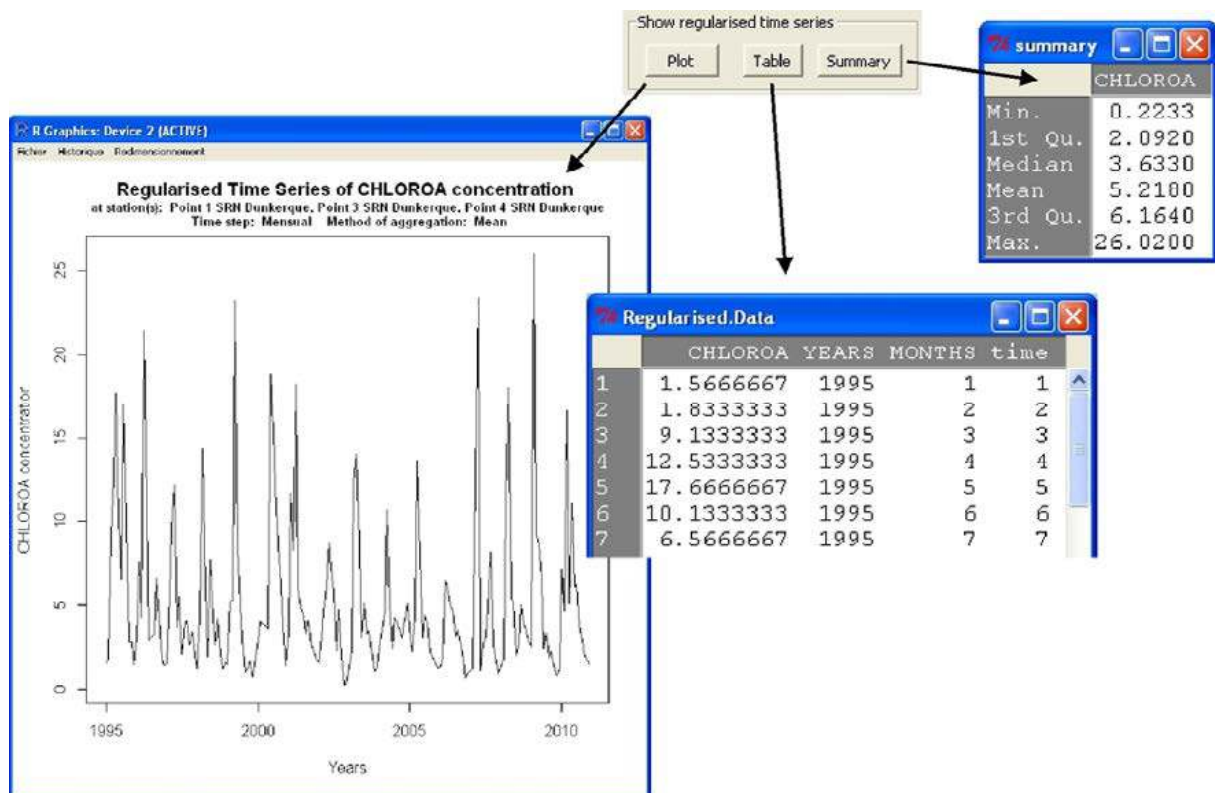 Show regularised time series
Plot Table Summary
summary
CHLOROA
Min. 0.2233
1st Qu. 2.0920
Median 3.6330
Mean 5.2100
3rd Qu. 6.1640
Max. 26.0200
R Graphics: Device 2 (ACTIVE)
Fichier Historique Redimensionnement
Regularised Time Series of CHLOROA concentration
at station(s): Point 1 SRN Dunkerque, Point 3 SRN Dunkerque, Point 4 SRN Dunkerque
Time step: Mensual Method of aggregation: Mean
CHLOROA concentration
25
20
15
10
5
0
1995 2000 2005 2010
Years
Regularised.Data
CHLOROA YEARS MONTHS time
1 1.5666667 1995 1 1
2 1.8333333 1995 2 2
3 9.1333333 1995 3 3
4 12.5333333 1995 4 4
5 17.6666667 1995 5 5
6 10.1333333 1995 6 6
7 6.5666667 1995 7 7